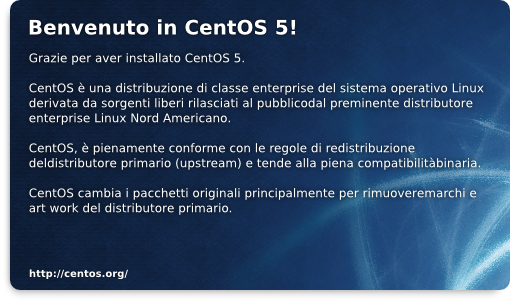 Benvenuto in CentOS 5!
Grazie per aver installato CentOS 5.
CentOS è una distribuzione di classe enterprise del sistema operativo Linux
derivata da sorgenti liberi rilasciati al pubblicodal preminente distributore
enterprise Linux Nord Americano.
CentOS, è pienamente conforme con le regole di redistribuzione
deldistributore primario (upstream) e tende alla piena compatibilitàbinaria.
CentOS cambia i pacchetti originali principalmente per rimuoveremarchi e
art work del distributore primario.
http://centos.org/